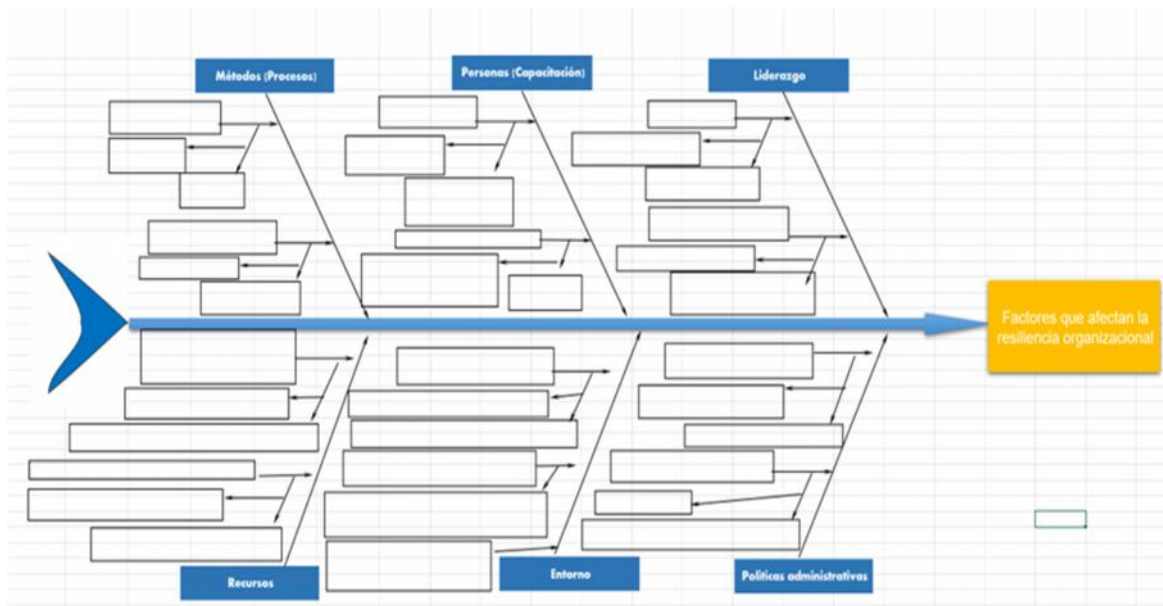 Métodos (Procesos)
Personas (Capacitación)
Liderazgo
Factores que afectan la
resiliencia organizacional
Recursos
Entorno
Políticas administrativas